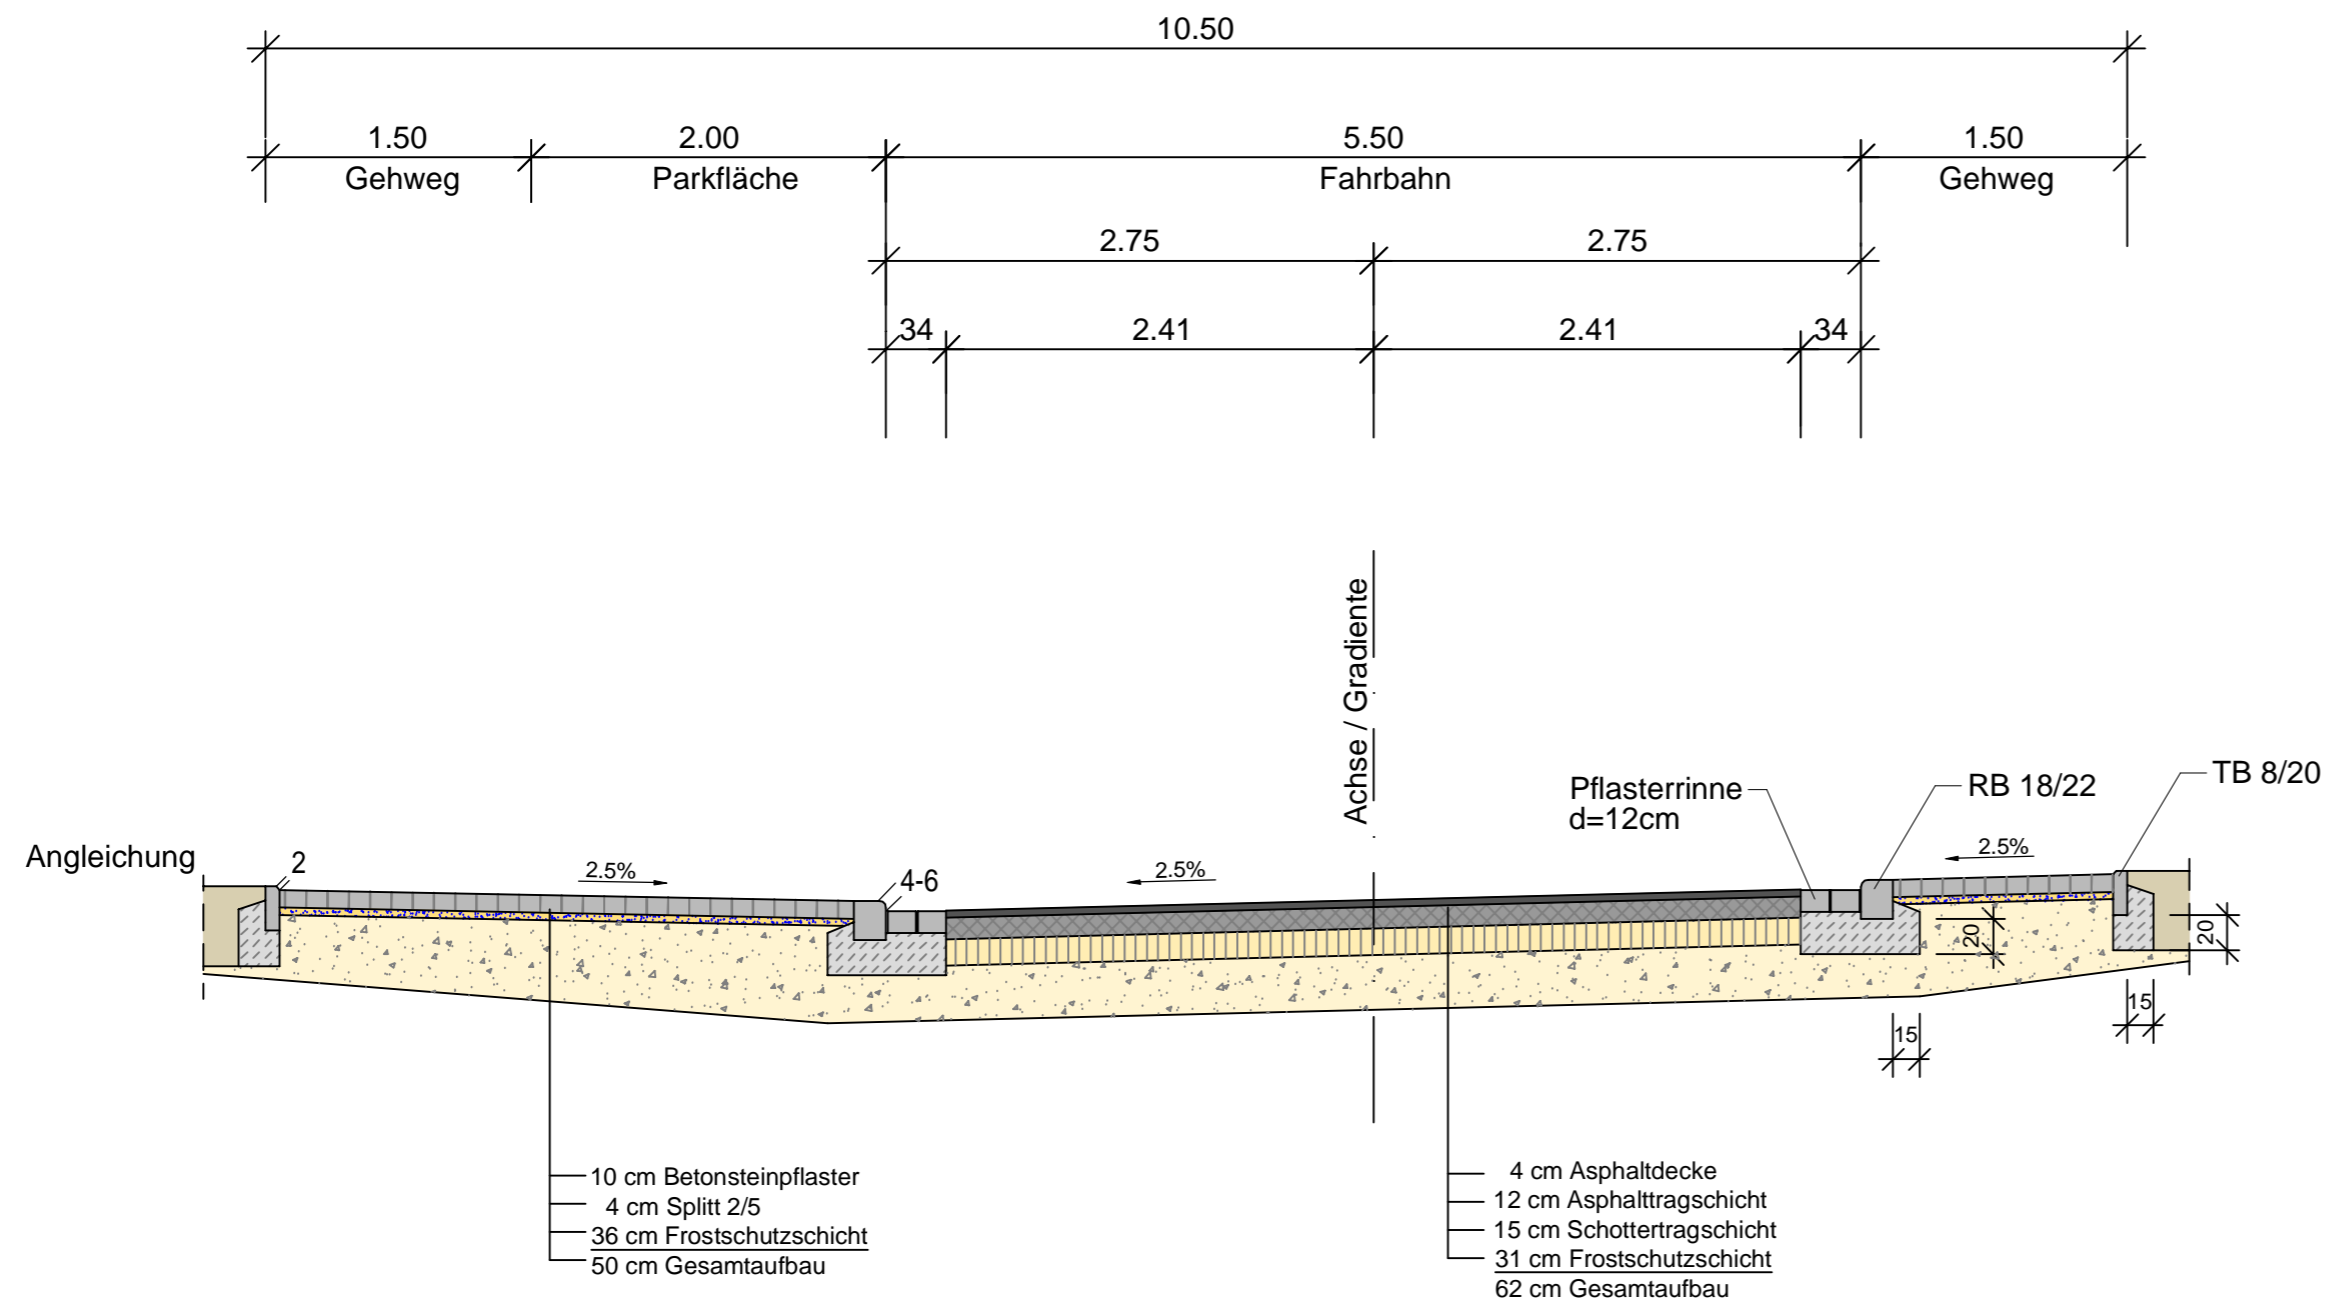 10.50
1.50 2.00 5.50 1.50
Gehweg Parkfläche Fahrbahn Gehweg
2.75 2.75
34 2.41 2.41 34
Achse / Gradiente
Pflasterrinne
d=12cm
RB 18/22
TB 8/20
Angleichung
2
2.5%
4-6
2.5%
2.5%
20
20
15
15
10 cm Betonsteinpflaster
4 cm Splitt 2/5
36 cm Frostschutzschicht
50 cm Gesamtaufbau
4 cm Asphaltdecke
12 cm Asphalttragschicht
15 cm Schottertragschicht
31 cm Frostschutzschicht
62 cm Gesamtaufbau